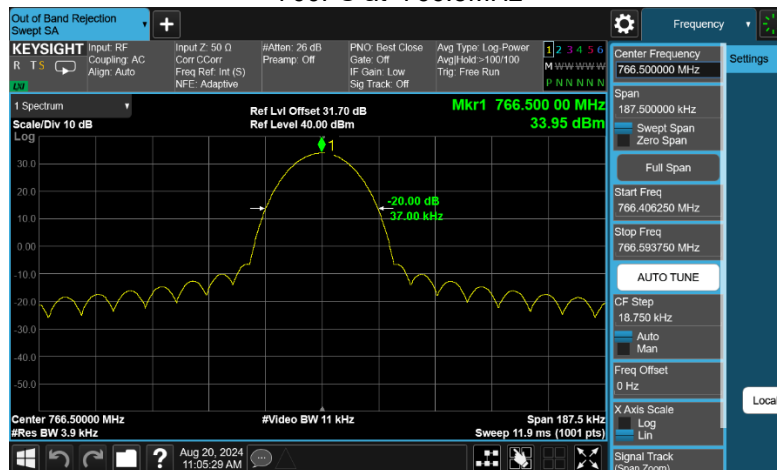 Out of Band Rejection
Swept SA
Frequency
KEYSIGHT
R T S
LXI
Input: RF
Coupling: AC
Align: Auto
Input Z: 50 Ω
Corr CCorr
Freq Ref: Int (S)
NFE: Adaptive
#Atten: 26 dB
Preamp: Off
PNO: Best Close
Gate: Off
IF Gain: Low
Sig Track: Off
Avg Type: Log-Power
Avg|Hold:>100/100
Trig: Free Run
1 2 3 4 5 6
M W W W W W
P N N N N N
1 Spectrum
Scale/Div 10 dB
Log
Ref Lvl Offset 31.70 dB
Ref Level 40.00 dBm
Mkr1 766.500 00 MHz
33.95 dBm
1
30.0
20.0
10.0
0.00
-10.0
-20.0
-30.0
-40.0
-50.0
-20.00 dB
37.00 kHz
Center 766.50000 MHz
#Res BW 3.9 kHz
#Video BW 11 kHz
Span 187.5 kHz
Sweep 11.9 ms (1001 pts)
Aug 20, 2024
11:05:29 AM
Center Frequency
766.500000 MHz
Span
187.500000 kHz
Swept Span
Zero Span
Full Span
Start Freq
766.406250 MHz
Stop Freq
766.593750 MHz
AUTO TUNE
CF Step
18.750 kHz
Auto
Man
Freq Offset
0 Hz
X Axis Scale
Log
Lin
Signal Track
(Span Zoom)
Settings
Local